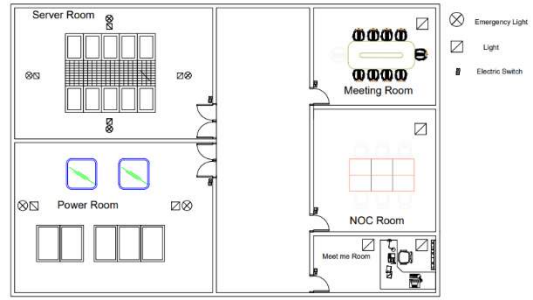 Server Room
Emergency Light
Light
Electric Switch
Meeting Room
Power Room
NOC Room
Meet me Room